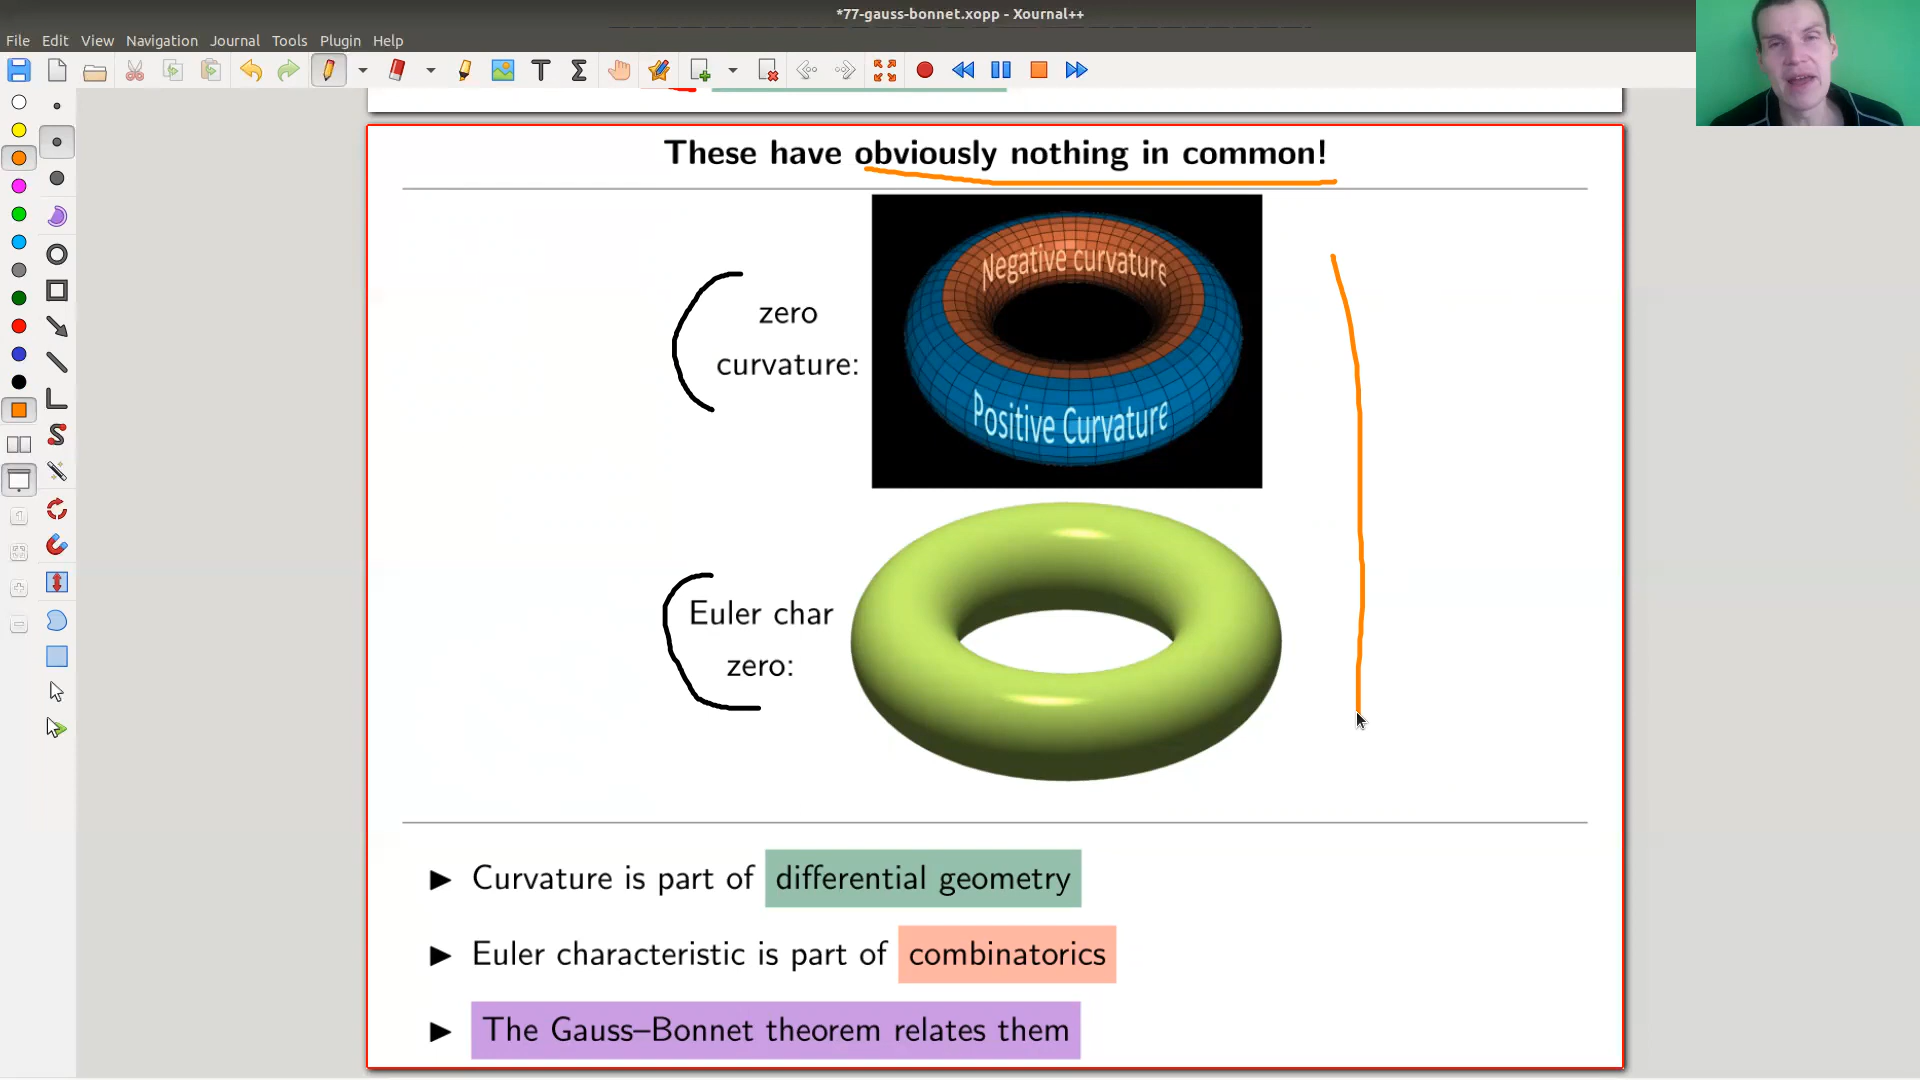 *77-gauss-bonnet.xopp - Xournal++
File Edit View Navigation Journal Tools Plugin Help
These have obviously nothing in common!
zero
curvature:
Negative curvature
Positive Curvature
Euler char
zero:
▶ Curvature is part of differential geometry
▶ Euler characteristic is part of combinatorics
▶ The Gauss–Bonnet theorem relates them